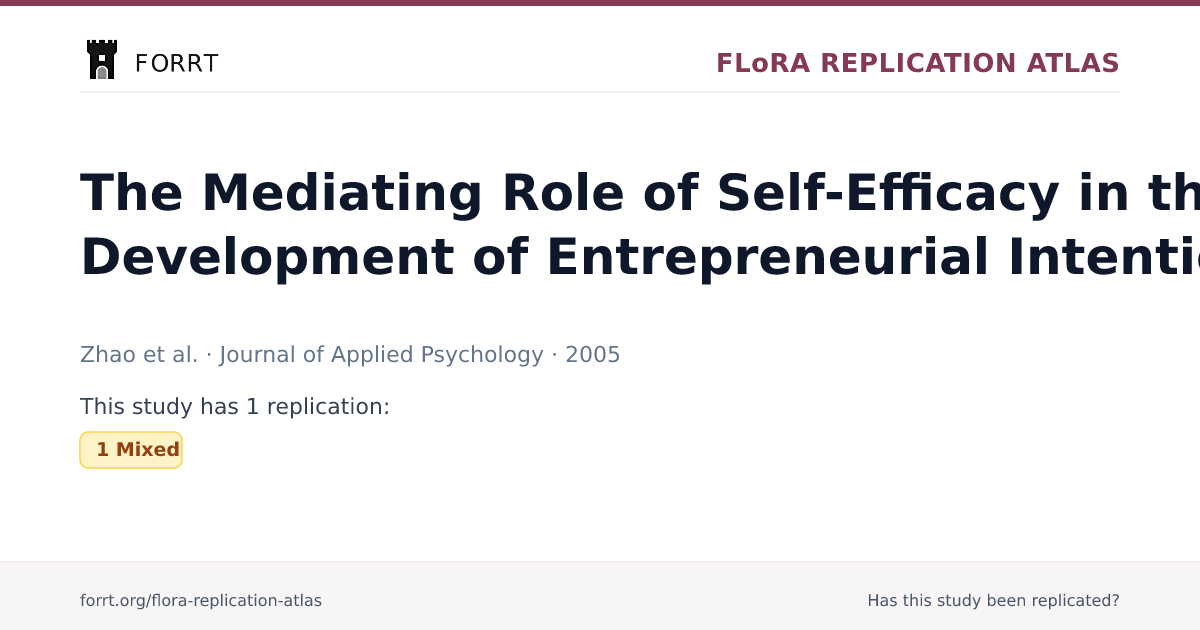 FORRT
FLoRA REPLICATION ATLAS
The Mediating Role of Self-Efficacy in th
Development of Entrepreneurial Intenti
Zhao et al. · Journal of Applied Psychology · 2005
This study has 1 replication:
1 Mixed
forrt.org/flora-replication-atlas
Has this study been replicated?